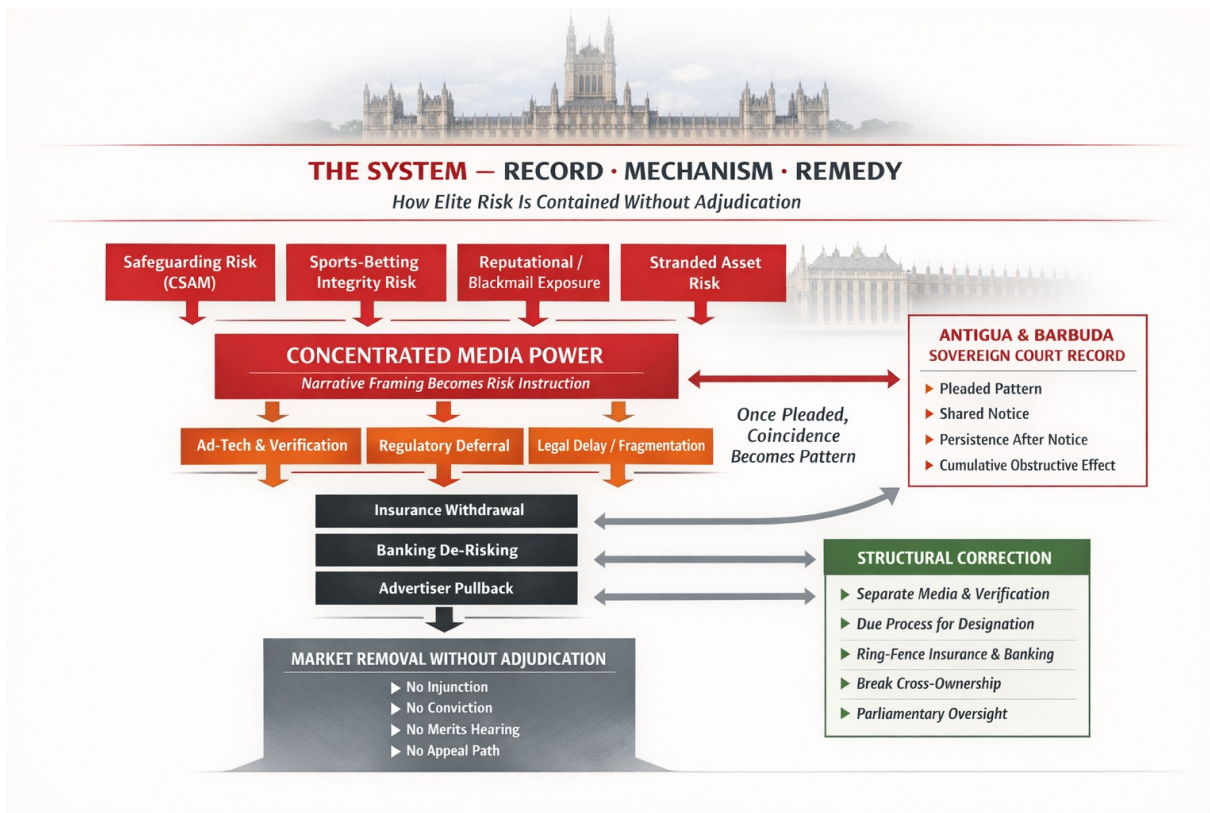 THE SYSTEM — RECORD · MECHANISM · REMEDY
How Elite Risk Is Contained Without Adjudication
Safeguarding Risk
(CSAM)
Sports-Betting
Integrity Risk
Reputational /
Blackmail Exposure
Stranded Asset
Risk
CONCENTRATED MEDIA POWER
Narrative Framing Becomes Risk Instruction
Ad-Tech & Verification
Regulatory Deferral
Legal Delay / Fragmentation
Once Pleaded,
Coincidence
Becomes Pattern
ANTIGUA & BARBUDA
SOVEREIGN COURT RECORD
Pleaded Pattern
Shared Notice
Persistence After Notice
Cumulative Obstructive Effect
Insurance Withdrawal
Banking De-Risking
Advertiser Pullback
STRUCTURAL CORRECTION
Separate Media & Verification
Due Process for Designation
Ring-Fence Insurance & Banking
Break Cross-Ownership
Parliamentary Oversight
MARKET REMOVAL WITHOUT ADJUDICATION
No Injunction
No Conviction
No Merits Hearing
No Appeal Path